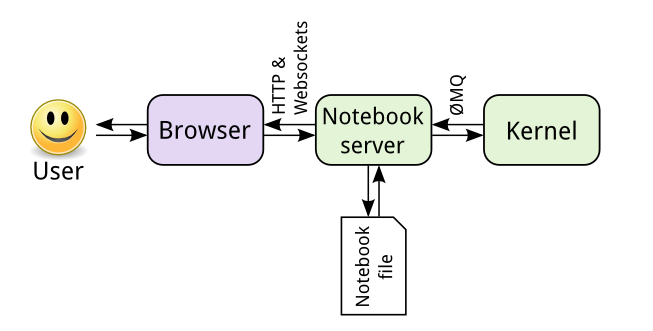 HTTP &
Websockets
ØMQ
User
Browser
Notebook
server
Kernel
Notebook
file